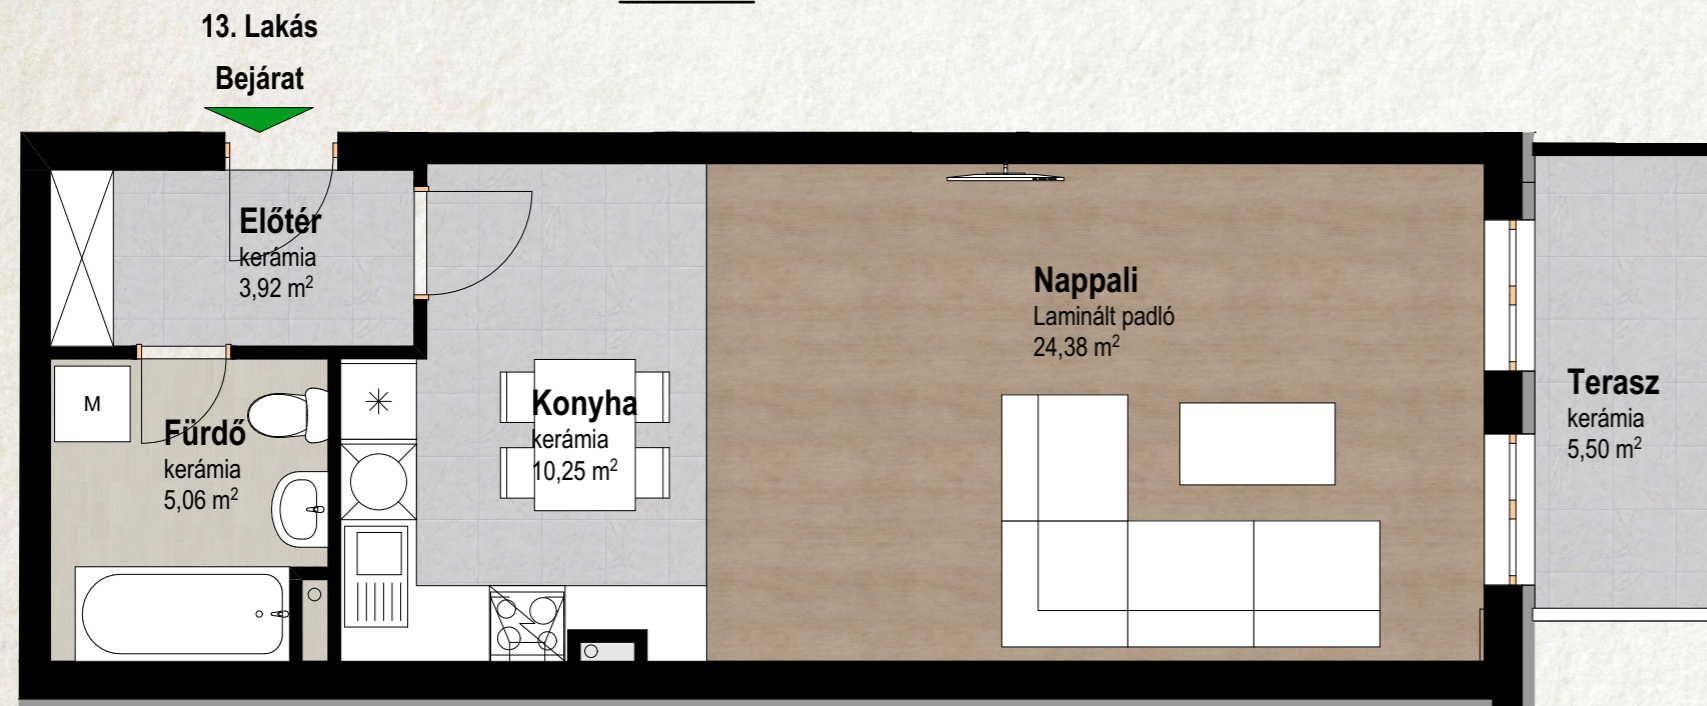 13. Lakás
Bejárat
Előtér
kerámia
3,92 m²
Nappali
Laminált padló
24,38 m²
Terasz
kerámia
5,50 m²
Konyha
kerámia
10,25 m²
M
Fürdő
kerámia
5,06 m²